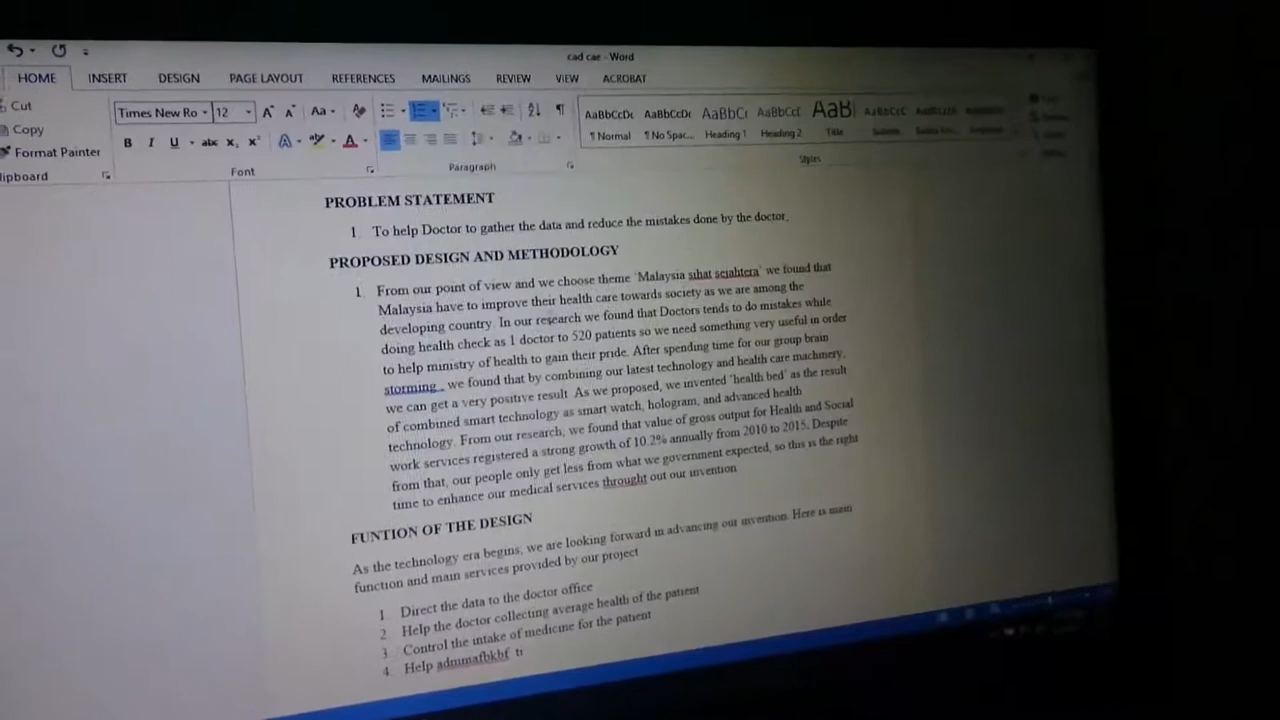 cad cae - Word
HOME INSERT DESIGN PAGE LAYOUT REFERENCES MAILINGS REVIEW VIEW ACROBAT
Cut
Copy
Format Painter
lipboard
Times New Ro 12
Font
Paragraph
AaBbCcDc AaBbCcDc AaBbCc AaBbCcD AaB AaBbCcC
¶ Normal ¶ No Spac... Heading 1 Heading 2 Title
Styles
PROBLEM STATEMENT
1. To help Doctor to gather the data and reduce the mistakes done by the doctor.
PROPOSED DESIGN AND METHODOLOGY
1. From our point of view and we choose theme 'Malaysia sihat sejahtera' we found that
Malaysia have to improve their health care towards society as we are among the
developing country. In our research we found that Doctors tends to do mistakes while
doing health check as 1 doctor to 520 patients so we need something very useful in order
to help ministry of health to gain their pride. After spending time for our group brain
storming , we found that by combining our latest technology and health care machinery,
we can get a very positive result. As we proposed, we invented 'health bed' as the result
of combined smart technology as smart watch, hologram, and advanced health
technology. From our research, we found that value of gross output for Health and Social
work services registered a strong growth of 10.2% annually from 2010 to 2015. Despite
from that, our people only get less from what we government expected, so this is the right
time to enhance our medical services throught out our invention
FUNTION OF THE DESIGN
As the technology era begins, we are looking forward in advancing our invention. Here is main
function and main services provided by our project
1. Direct the data to the doctor office
2. Help the doctor collecting average health of the patient
3. Control the intake of medicine for the patient
4. Help admmafbkbf ti